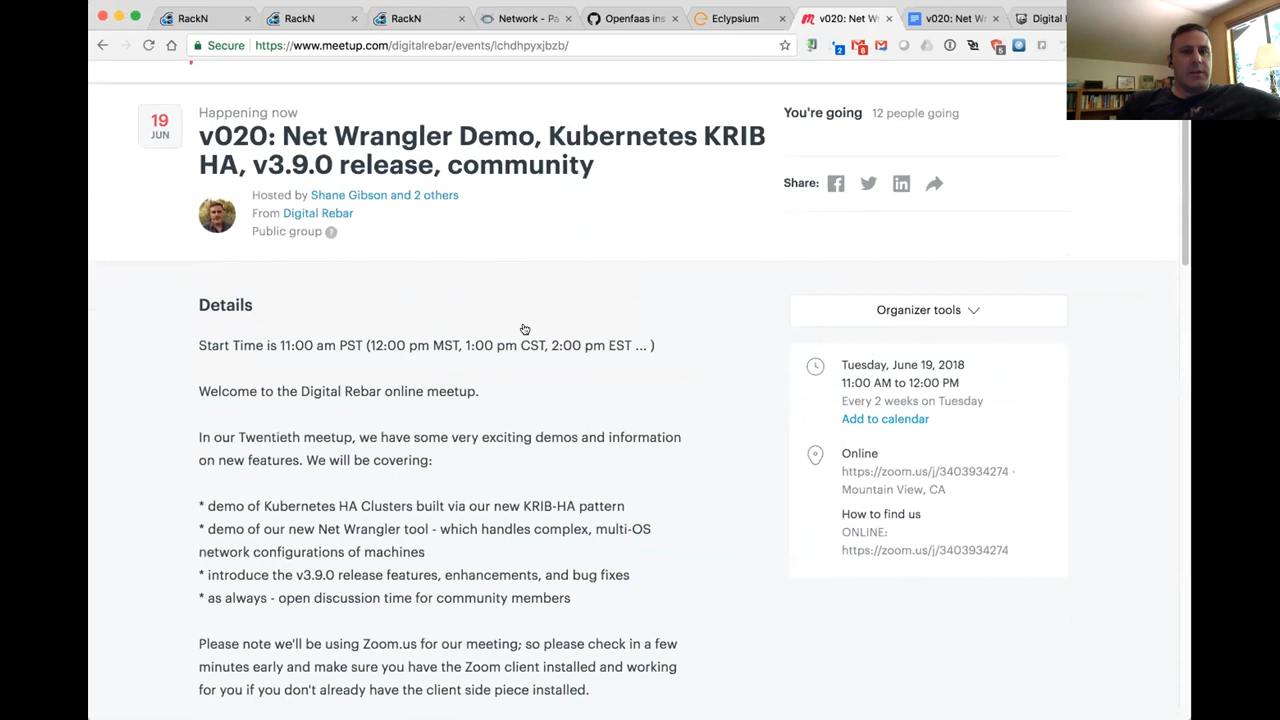 RackN
RackN
RackN
Network - Pa
Openfaas ins
Eclypsium
v020: Net W
v020: Net W
Digital
Secure
https://www.meetup.com/digitalrebar/events/lchdhpyxjbzb/
19
JUN
Happening now
v020: Net Wrangler Demo, Kubernetes KRIB
HA, v3.9.0 release, community
Hosted by Shane Gibson and 2 others
From Digital Rebar
Public group ?
You're going 12 people going
Share:
Details
Start Time is 11:00 am PST (12:00 pm MST, 1:00 pm CST, 2:00 pm EST ... )
Welcome to the Digital Rebar online meetup.
In our Twentieth meetup, we have some very exciting demos and information
on new features. We will be covering:
* demo of Kubernetes HA Clusters built via our new KRIB-HA pattern
* demo of our new Net Wrangler tool - which handles complex, multi-OS
network configurations of machines
* introduce the v3.9.0 release features, enhancements, and bug fixes
* as always - open discussion time for community members
Please note we'll be using Zoom.us for our meeting; so please check in a few
minutes early and make sure you have the Zoom client installed and working
for you if you don't already have the client side piece installed.
Organizer tools
Tuesday, June 19, 2018
11:00 AM to 12:00 PM
Every 2 weeks on Tuesday
Add to calendar
Online
https://zoom.us/j/3403934274 ·
Mountain View, CA
How to find us
ONLINE:
https://zoom.us/j/3403934274